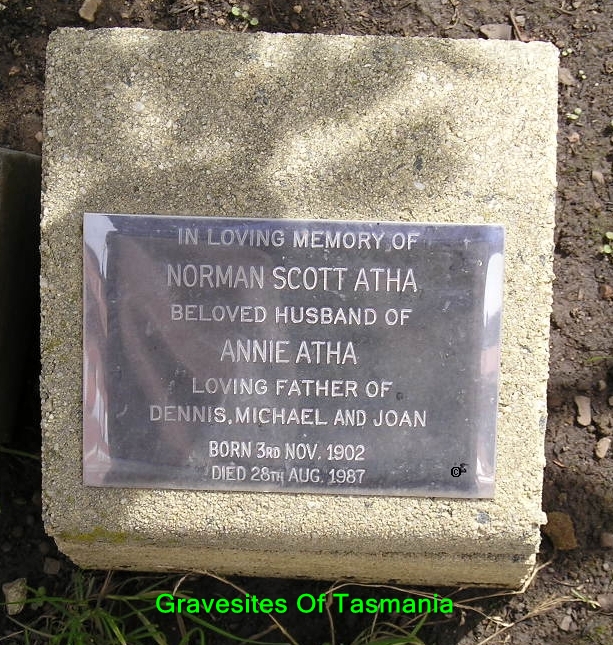 IN LOVING MEMORY OF
NORMAN SCOTT ATHA
BELOVED HUSBAND OF
ANNIE ATHA
LOVING FATHER OF
DENNIS, MICHAEL AND JOAN
BORN 3RD NOV. 1902
DIED 28TH AUG. 1987
Gravesites Of Tasmania